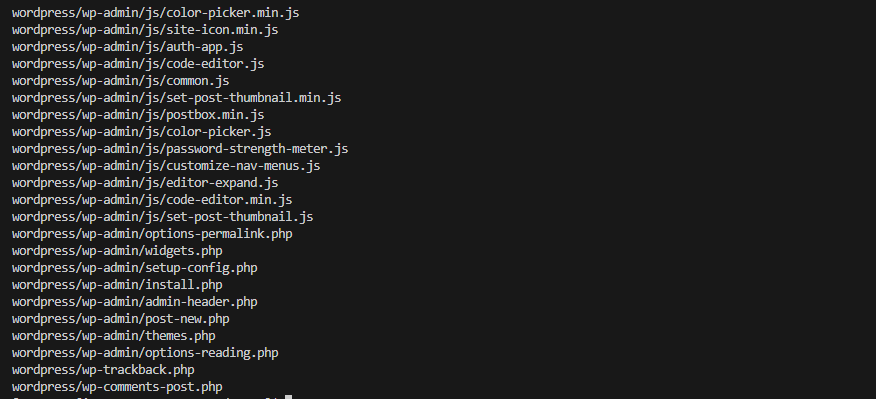 wordpress/wp-admin/js/color-picker.min.js
wordpress/wp-admin/js/site-icon.min.js
wordpress/wp-admin/js/auth-app.js
wordpress/wp-admin/js/code-editor.js
wordpress/wp-admin/js/common.js
wordpress/wp-admin/js/set-post-thumbnail.min.js
wordpress/wp-admin/js/postbox.min.js
wordpress/wp-admin/js/color-picker.js
wordpress/wp-admin/js/password-strength-meter.js
wordpress/wp-admin/js/customize-nav-menus.js
wordpress/wp-admin/js/editor-expand.js
wordpress/wp-admin/js/code-editor.min.js
wordpress/wp-admin/js/set-post-thumbnail.js
wordpress/wp-admin/options-permalink.php
wordpress/wp-admin/widgets.php
wordpress/wp-admin/setup-config.php
wordpress/wp-admin/install.php
wordpress/wp-admin/admin-header.php
wordpress/wp-admin/post-new.php
wordpress/wp-admin/themes.php
wordpress/wp-admin/options-reading.php
wordpress/wp-trackback.php
wordpress/wp-comments-post.php